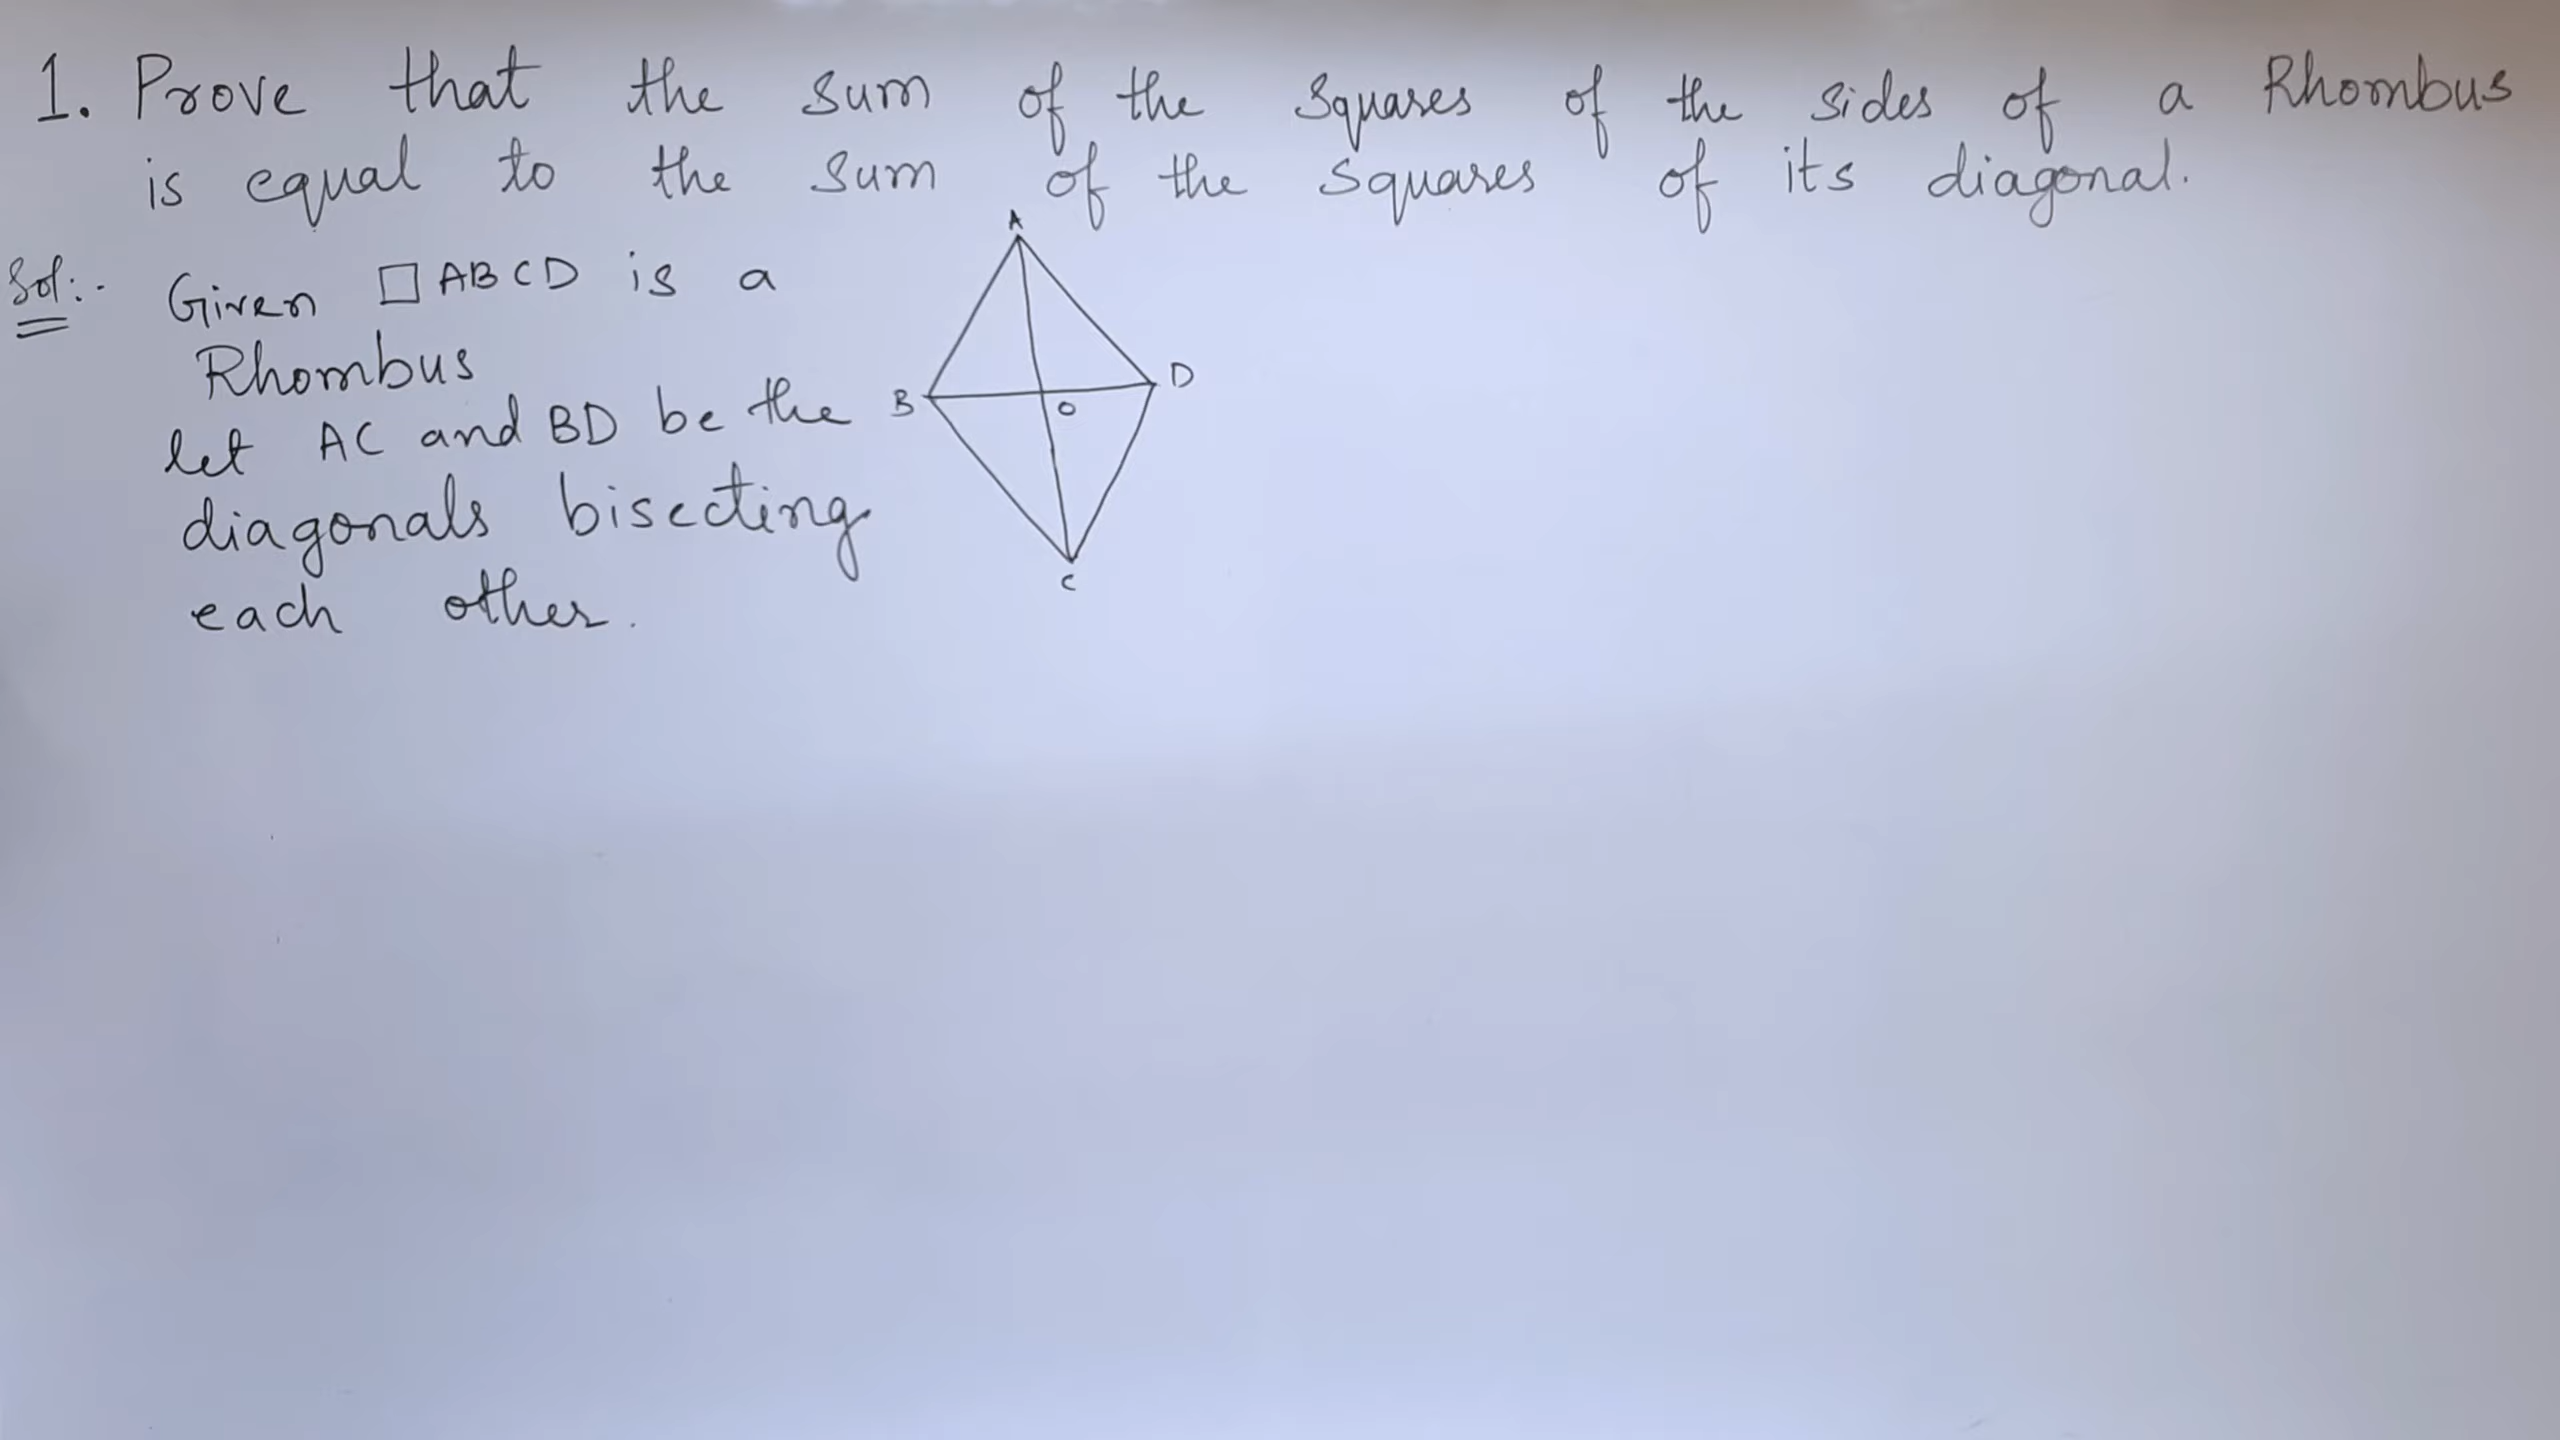 1. Prove that the sum of the squares of the sides of a Rhombus
is equal to the sum of the squares of its diagonal.
Sol:- Given □ABCD is a
Rhombus
let AC and BD be the
diagonals bisecting
each other.
A
B
D
O
C